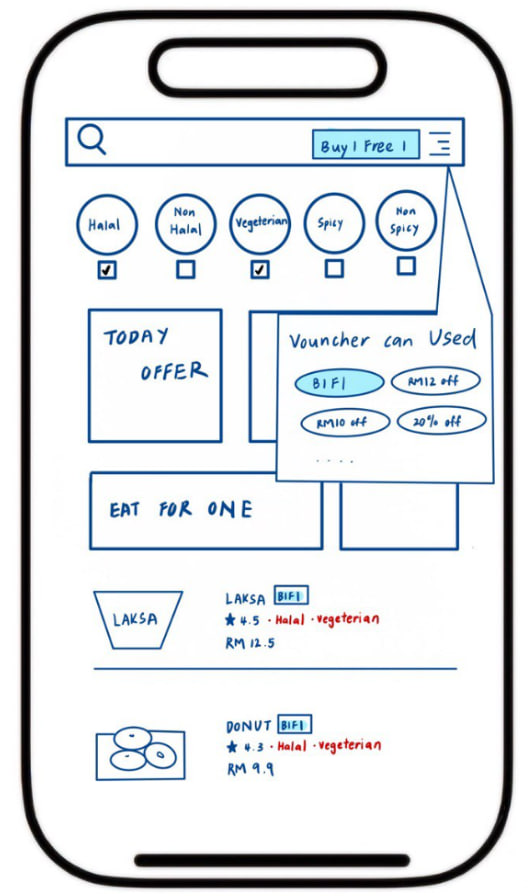 Buy 1 Free 1
Halal
Non
Halal
Vegeterian
Spicy
Non
Spicy
TODAY
OFFER
Vouncher can Used
B1F1
RM12 off
RM10 off
20% off
....
EAT FOR ONE
LAKSA
LAKSA B1F1
★ 4.5 · Halal · vegeterian
RM 12.5
DONUT B1F1
★ 4.3 · Halal · vegeterian
RM 9.9